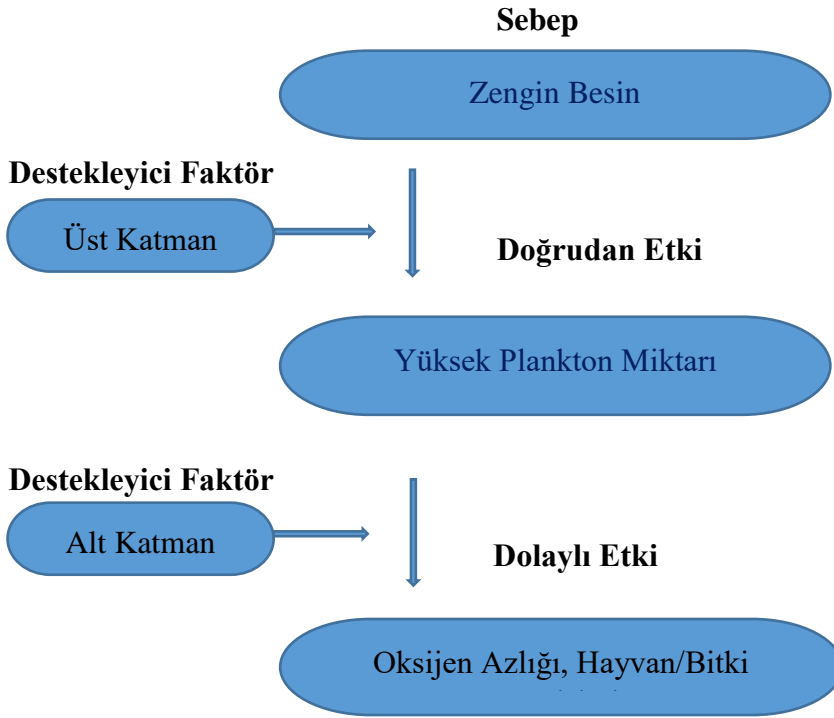 Sebep
Zengin Besin
Destekleyici Faktör
Üst Katman
Doğrudan Etki
Yüksek Plankton Miktarı
Destekleyici Faktör
Alt Katman
Dolaylı Etki
Oksijen Azlığı, Hayvan/Bitki